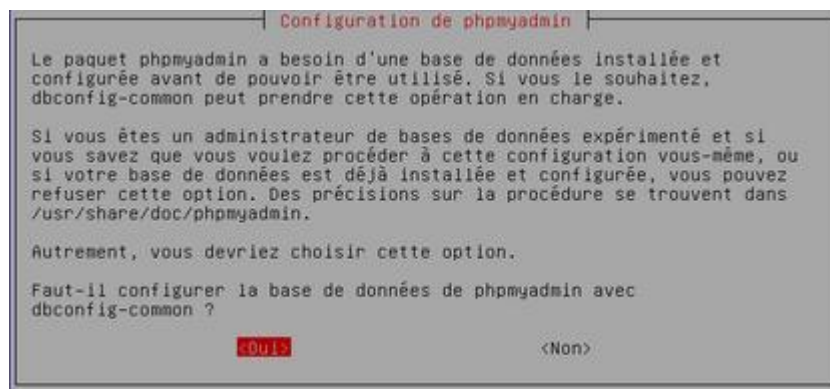 Configuration de phpmyadmin
Le paquet phpmyadmin a besoin d'une base de données installée et
configurée avant de pouvoir être utilisé. Si vous le souhaitez,
dbconfig-common peut prendre cette opération en charge.
Si vous êtes un administrateur de bases de données expérimenté et si
vous savez que vous voulez procéder à cette configuration vous-même, ou
si votre base de données est déjà installée et configurée, vous pouvez
refuser cette option. Des précisions sur la procédure se trouvent dans
/usr/share/doc/phpmyadmin.
Autrement, vous devriez choisir cette option.
Faut-il configurer la base de données de phpmyadmin avec
dbconfig-common ?
<Oui> <Non>